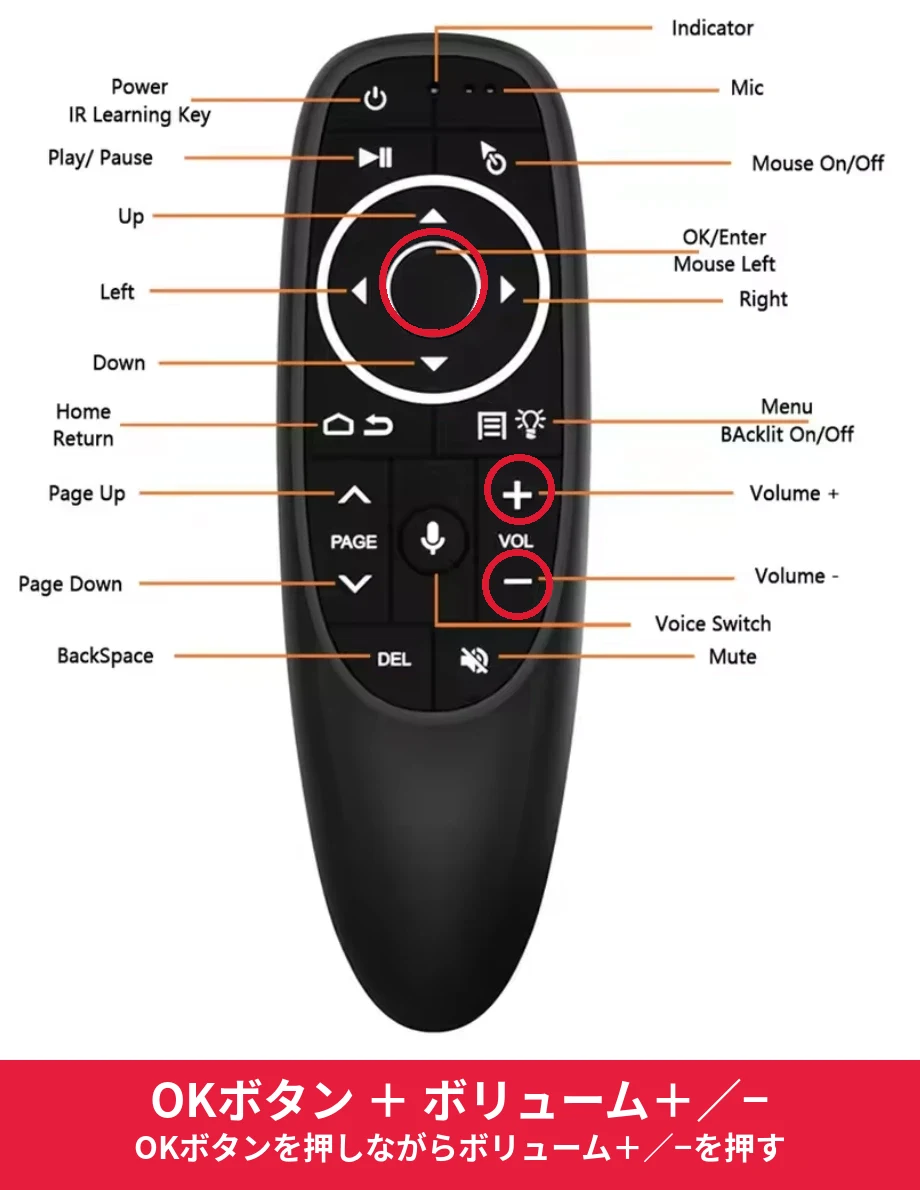 Indicator
Power
IR Learning Key
Mic
Play/ Pause
Mouse On/Off
Up
OK/Enter
Mouse Left
Left
Right
Down
Home
Return
Menu
BAcklit On/Off
Page Up
Volume +
PAGE
VOL
Page Down
Volume -
Voice Switch
BackSpace
DEL
Mute
OKボタン ＋ ボリューム＋／−
OKボタンを押しながらボリューム＋／−を押す